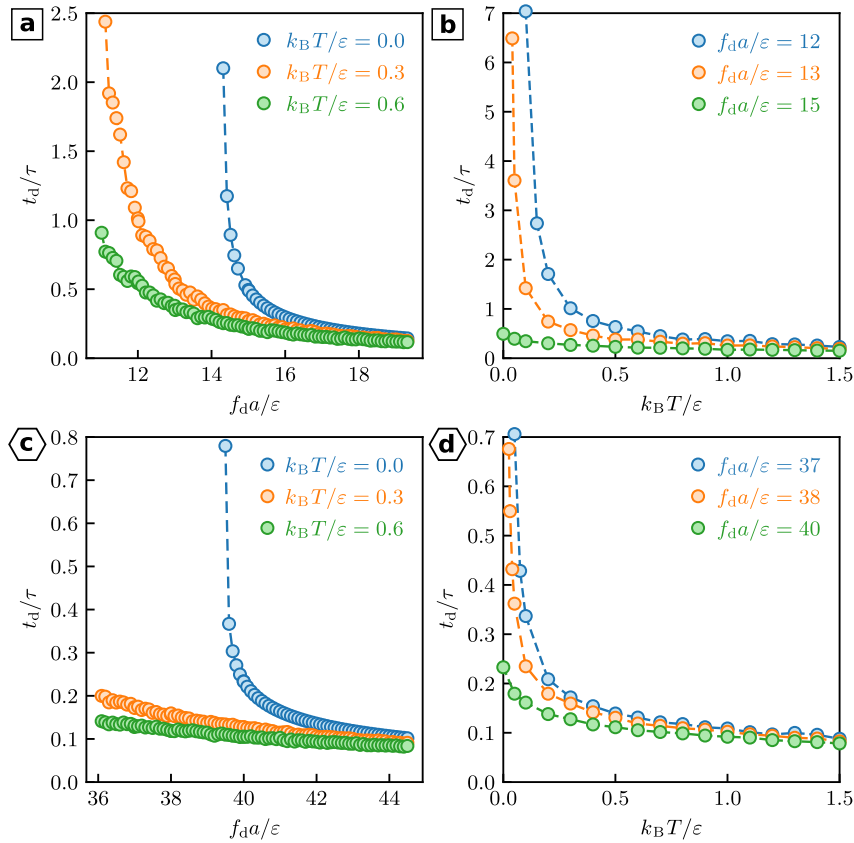 a
2.5
2.0
1.5
1.0
0.5
0.0
t_d/τ
12
14
16
18
f_d a/ε
k_B T/ε = 0.0
k_B T/ε = 0.3
k_B T/ε = 0.6
b
7
6
5
4
3
2
1
0
t_d/τ
0.0
0.5
1.0
1.5
k_B T/ε
f_d a/ε = 12
f_d a/ε = 13
f_d a/ε = 15
c
0.8
0.7
0.6
0.5
0.4
0.3
0.2
0.1
0.0
t_d/τ
36
38
40
42
44
f_d a/ε
k_B T/ε = 0.0
k_B T/ε = 0.3
k_B T/ε = 0.6
d
0.7
0.6
0.5
0.4
0.3
0.2
0.1
0.0
t_d/τ
0.0
0.5
1.0
1.5
k_B T/ε
f_d a/ε = 37
f_d a/ε = 38
f_d a/ε = 40